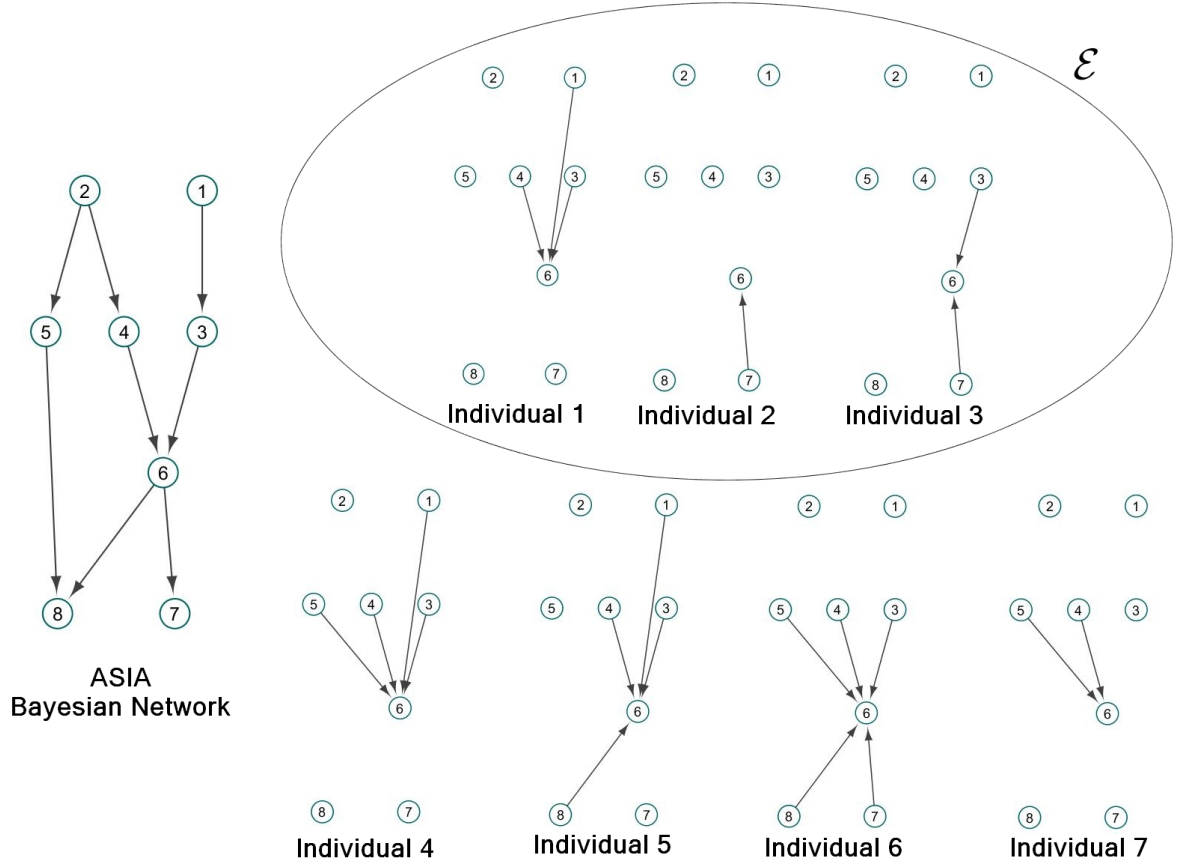 2 1 2 1 2 1
ℰ
5 4 3 5 4 3 5 4 3
2 1
6 6 6
5 4 3
8 7 8 7 8 7
Individual 1 Individual 2 Individual 3
6
2 1 2 1 2 1 2 1
8 7
5 4 3 5 4 3 5 4 3 5 4 3
ASIA
Bayesian Network
6 6 6 6
8 7 8 7 8 7 8 7
Individual 4 Individual 5 Individual 6 Individual 7